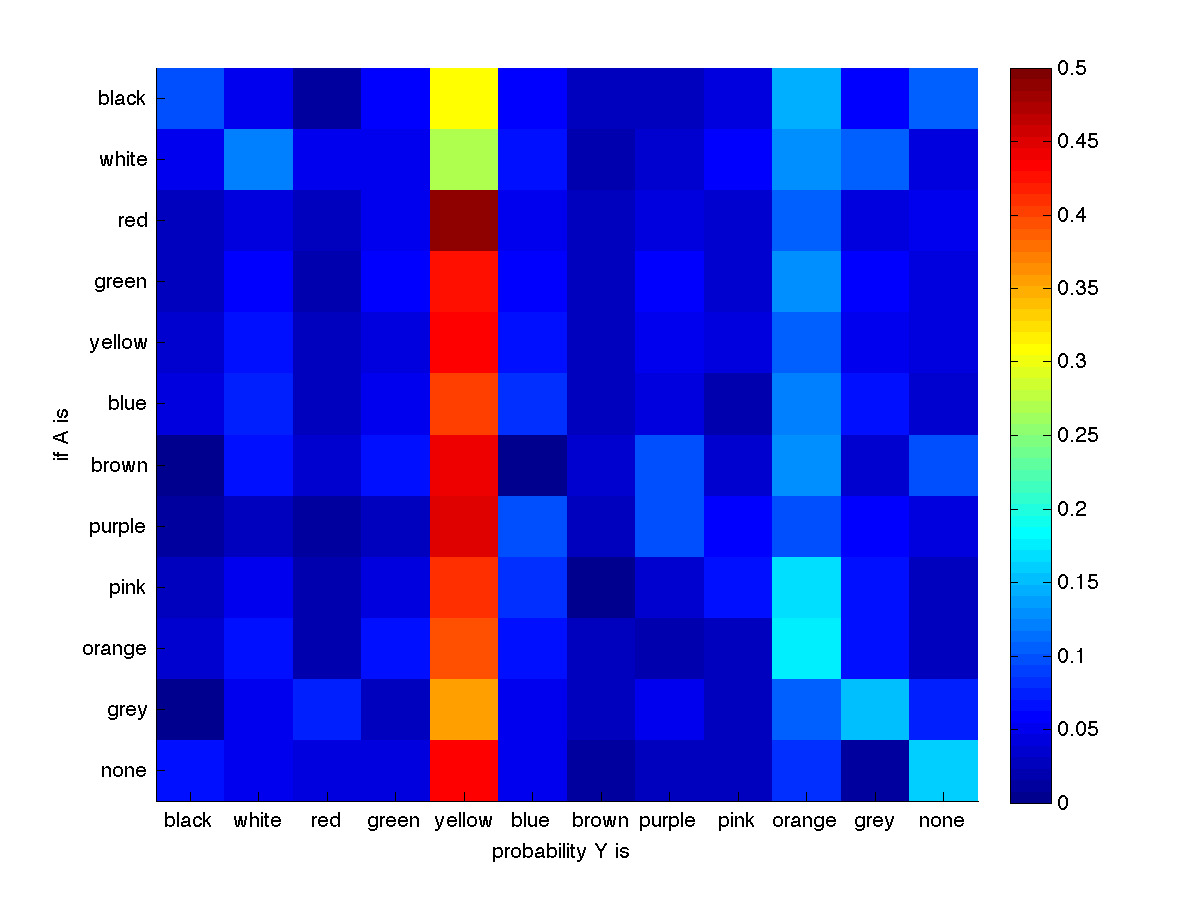 black
white
red
green
yellow
blue
brown
purple
pink
orange
grey
none
if A is
black white red green yellow blue brown purple pink orange grey none
probability Y is
0.5
0.45
0.4
0.35
0.3
0.25
0.2
0.15
0.1
0.05
0